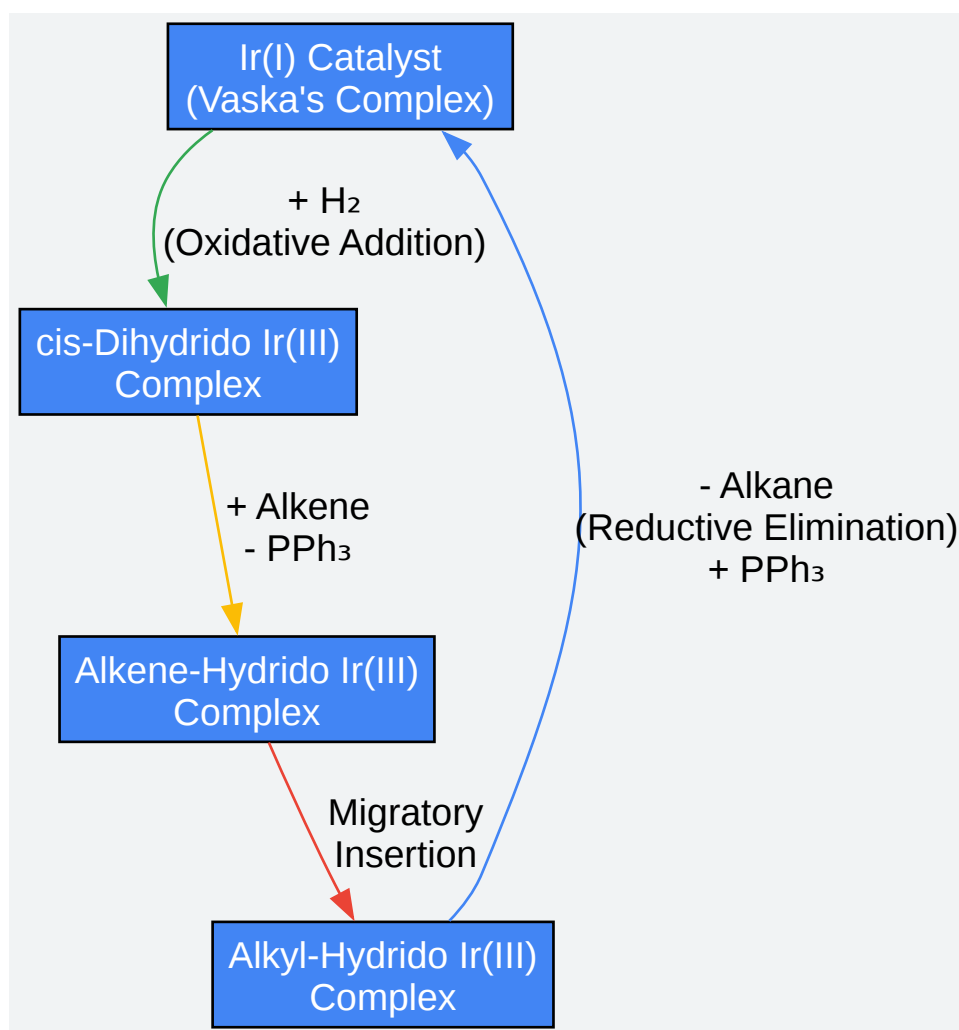 Ir(I) Catalyst
(Vaska's Complex)
+ H₂
(Oxidative Addition)
cis-Dihydrido Ir(III)
Complex
+ Alkene
- PPh₃
- Alkane
(Reductive Elimination)
+ PPh₃
Alkene-Hydrido Ir(III)
Complex
Migratory
Insertion
Alkyl-Hydrido Ir(III)
Complex